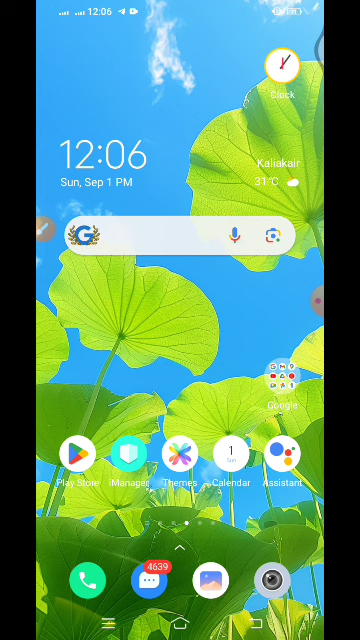 12:06
Clock
12:06
Sun, Sep 1 PM
Kaliakair
31°C
G
Google
Play Store
iManager
Themes
1
Sun
Calendar
Assistant
4639